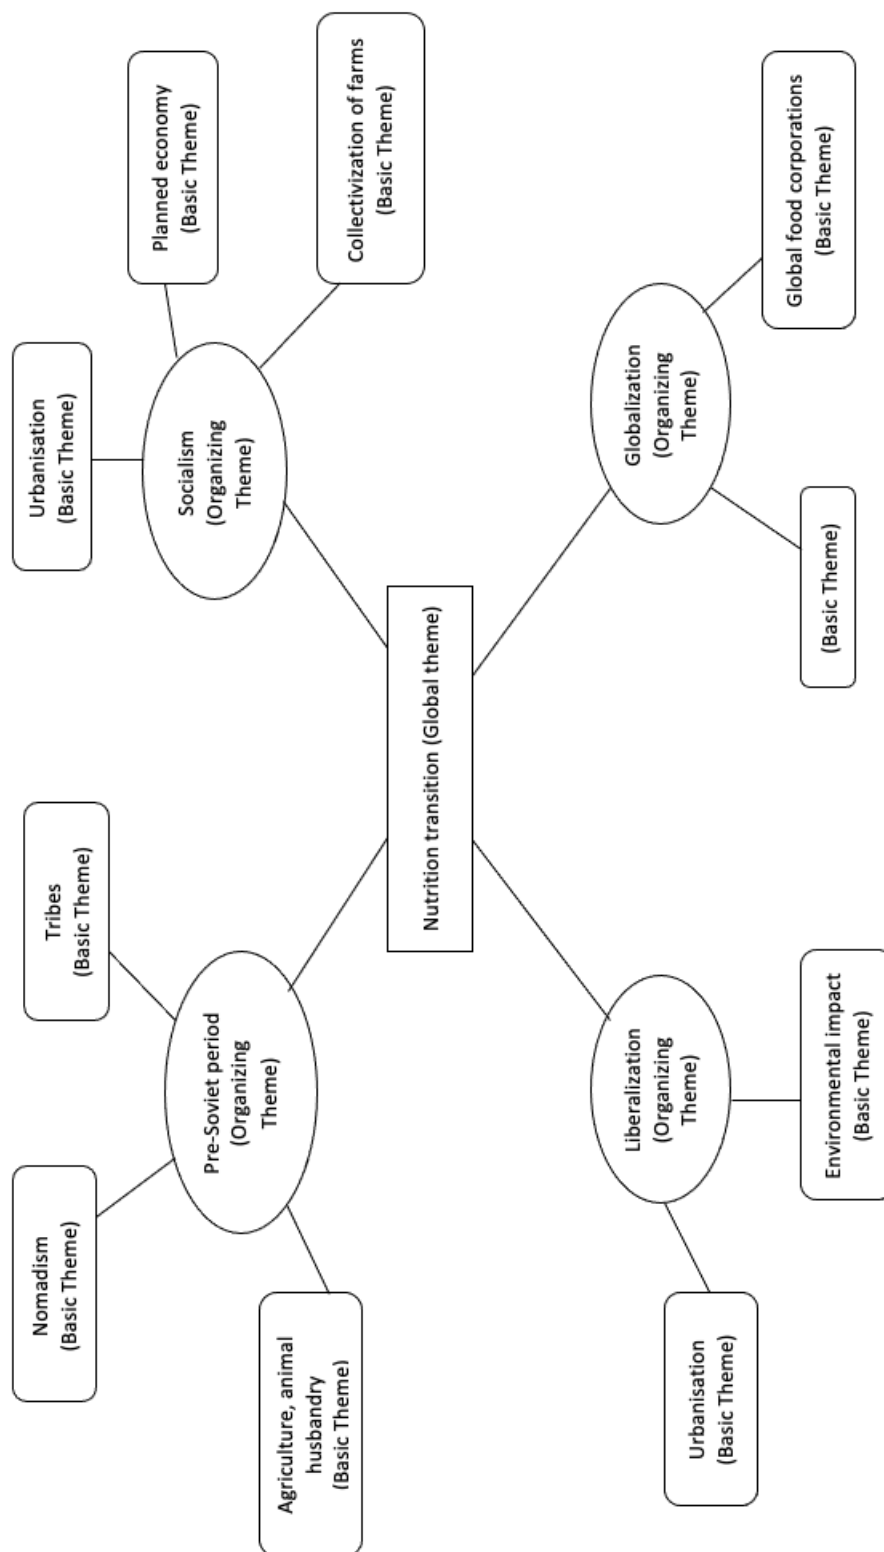 Nomadism
(Basic Theme)
Tribes
(Basic Theme)
Urbanisation
(Basic Theme)
Planned economy
(Basic Theme)
Agriculture, animal
husbandry
(Basic Theme)
Pre-Soviet period
(Organizing
Theme)
Socialism
(Organizing
Theme)
Collectivization of farms
(Basic Theme)
Nutrition transition (Global theme)
Urbanisation
(Basic Theme)
Liberalization
(Organizing
Theme)
Globalization
(Organizing
Theme)
Environmental impact
(Basic Theme)
(Basic Theme)
Global food corporations
(Basic Theme)